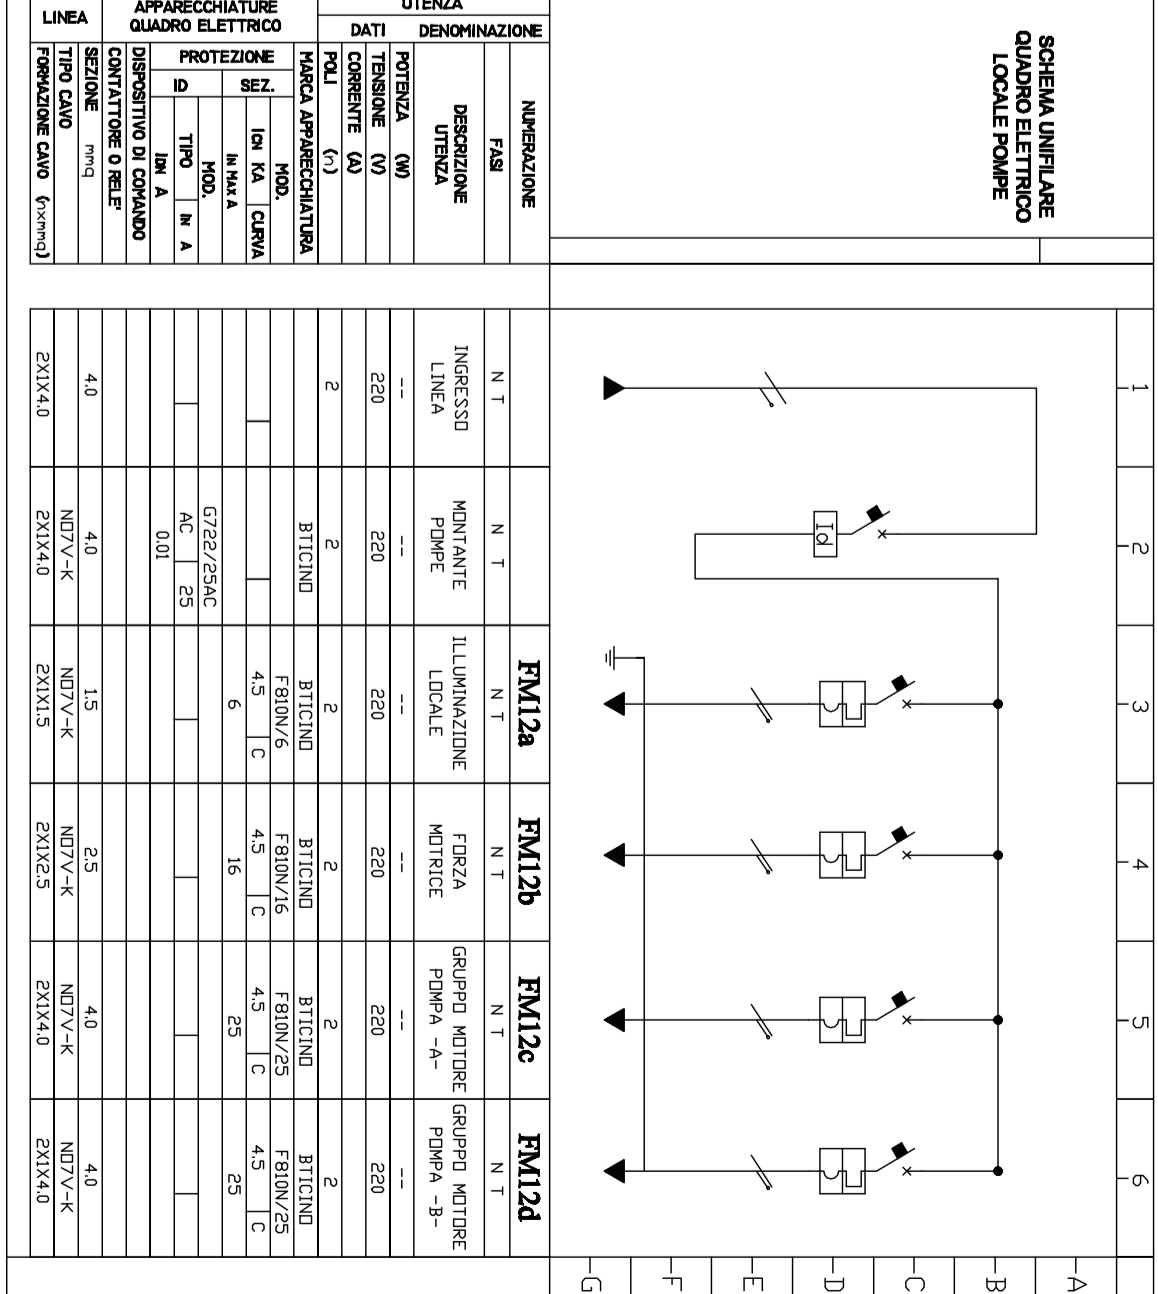 SCHEMA UNIFILARE
QUADRO ELETTRICO
LOCALE POMPE
1
2
3
4
5
6
A
B
C
D
E
F
G
Id
UTENZA
DENOMINAZIONE
DATI
NUMERAZIONE
FM12a
FM12b
FM12c
FM12d
FASI
N T
N T
N T
N T
N T
N T
DESCRIZIONE
UTENZA
INGRESSO
LINEA
MONTANTE
POMPE
ILLUMINAZIONE
LOCALE
FORZA
MOTRICE
GRUPPO MOTORE
POMPA -A-
GRUPPO MOTORE
POMPA -B-
POTENZA (W)
--
--
--
--
--
--
TENSIONE (V)
220
220
220
220
220
220
CORRENTE (A)
POLI (n)
2
2
2
2
2
2
APPARECCHIATURE
QUADRO ELETTRICO
MARCA APPARECCHIATURA
BTICINO
BTICINO
BTICINO
BTICINO
BTICINO
PROTEZIONE
SEZ.
MOD.
F810N/6
F810N/16
F810N/25
F810N/25
ICN KA CURVA
4.5 C
4.5 C
4.5 C
4.5 C
IN MAX A
6
16
25
25
ID
MOD.
G722/25AC
TIPO IN A
AC 25
IDN A
0.01
DISPOSITIVO DI COMANDO
CONTATTORE O RELE'
LINEA
SEZIONE mmq
4.0
4.0
1.5
2.5
4.0
4.0
TIPO CAVO
NO7V-K
NO7V-K
NO7V-K
NO7V-K
NO7V-K
FORMAZIONE CAVO (nxmmq)
2X1X4.0
2X1X4.0
2X1X1.5
2X1X2.5
2X1X4.0
2X1X4.0